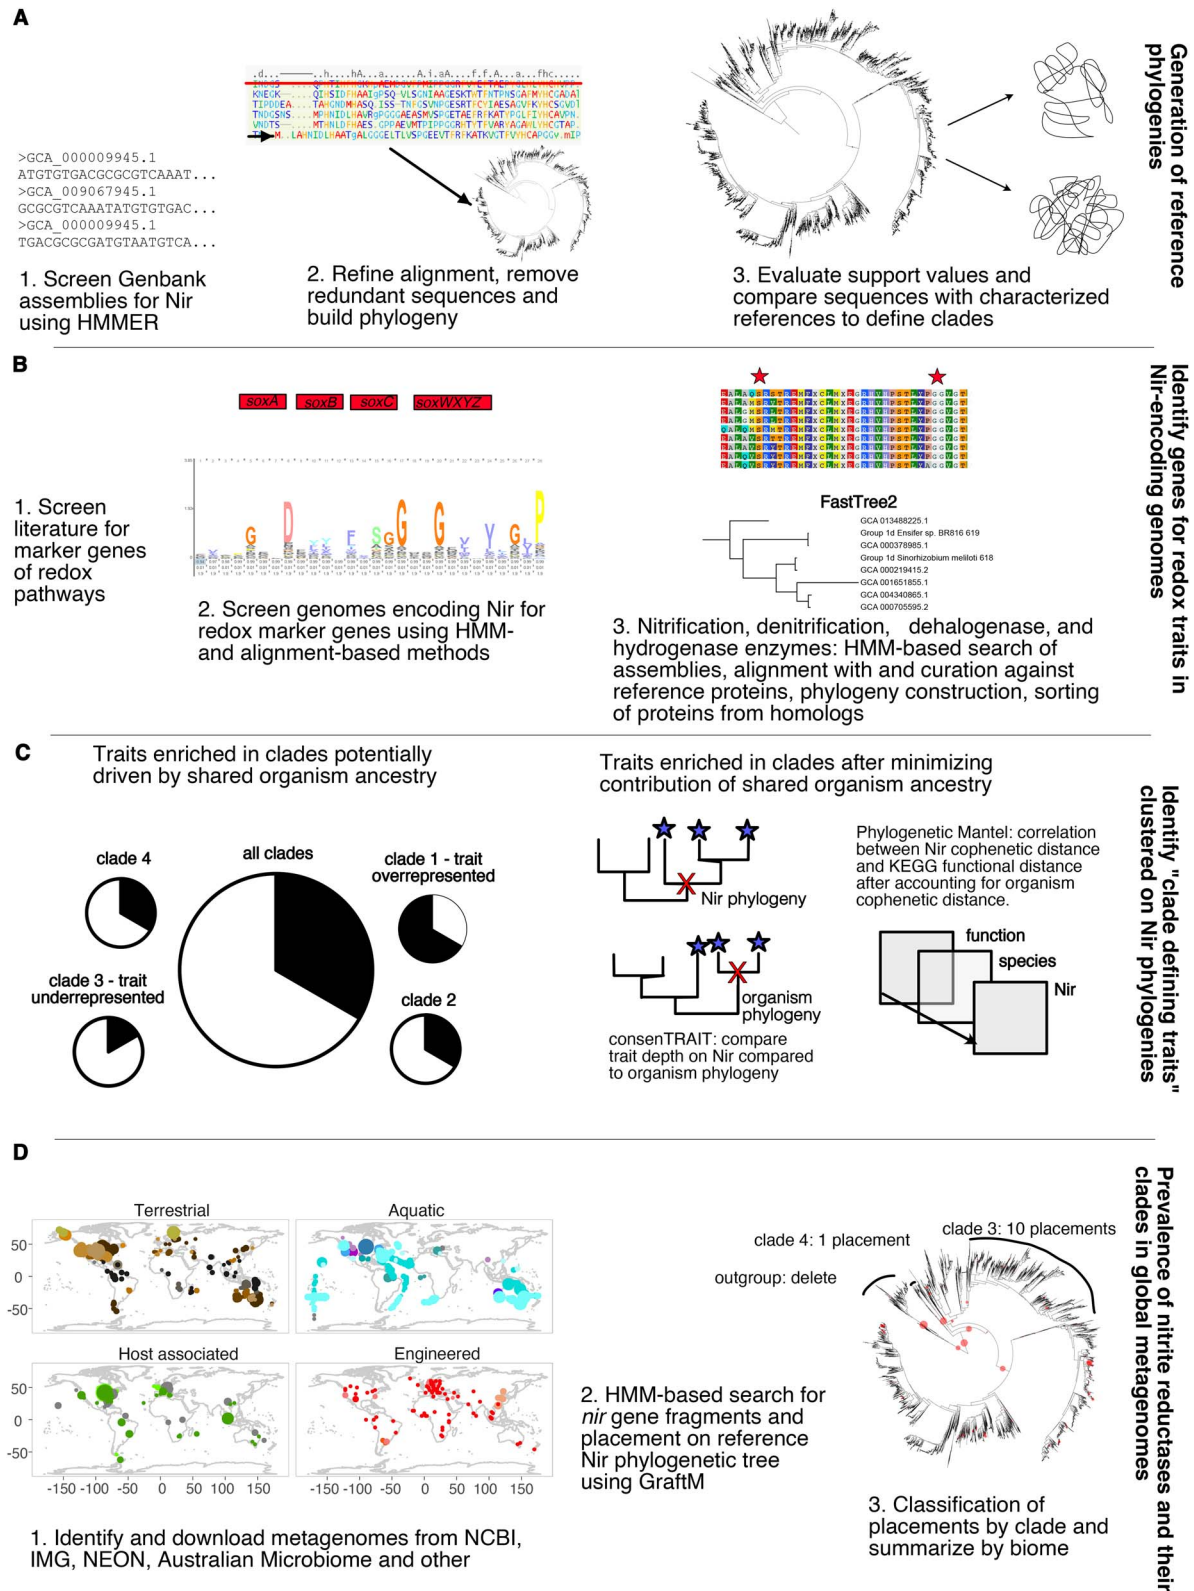 A
Generation of reference
phylogenies
>GCA_000009945.1
ATGTGTGACGCGCGTCAAAT...
>GCA_009067945.1
GCGCGTCAAATATGTGTGAC...
>GCA_000009945.1
TGACGCGCGATGTAATGTCA...
1. Screen Genbank
assemblies for Nir
using HMMER
2. Refine alignment, remove
redundant sequences and
build phylogeny
3. Evaluate support values and
compare sequences with characterized
references to define clades
B
Identify genes for redox traits in
Nir-encoding genomes
soxA soxB soxC soxWXYZ
1. Screen
literature for
marker genes
of redox
pathways
2. Screen genomes encoding Nir for
redox marker genes using HMM-
and alignment-based methods
FastTree2
GCA 013488225.1
Group 1d Ensifer sp. BR816 619
GCA 000378985.1
Group 1d Sinorhizobium meliloti 618
GCA 000219415.2
GCA 001651855.1
GCA 004340865.1
GCA 000705595.2
3. Nitrification, denitrification, dehalogenase, and
hydrogenase enzymes: HMM-based search of
assemblies, alignment with and curation against
reference proteins, phylogeny construction, sorting
of proteins from homologs
C
Identify "clade defining traits"
clustered on Nir phylogenies
Traits enriched in clades potentially
driven by shared organism ancestry
clade 4
all clades
clade 1 - trait
overrepresented
clade 3 - trait
underrepresented
clade 2
Traits enriched in clades after minimizing
contribution of shared organism ancestry
Nir phylogeny
organism
phylogeny
consenTRAIT: compare
trait depth on Nir compared
to organism phylogeny
Phylogenetic Mantel: correlation
between Nir cophenetic distance
and KEGG functional distance
after accounting for organism
cophenetic distance.
function
species
Nir
D
Prevalence of nitrite reductases and their
clades in global metagenomes
Terrestrial
Aquatic
50
0
-50
Host associated
Engineered
50
0
-50
-150 -100 -50 0 50 100 150
-150 -100 -50 0 50 100 150
1. Identify and download metagenomes from NCBI,
IMG, NEON, Australian Microbiome and other
2. HMM-based search for
nir gene fragments and
placement on reference
Nir phylogenetic tree
using GraftM
clade 3: 10 placements
clade 4: 1 placement
outgroup: delete
3. Classification of
placements by clade and
summarize by biome